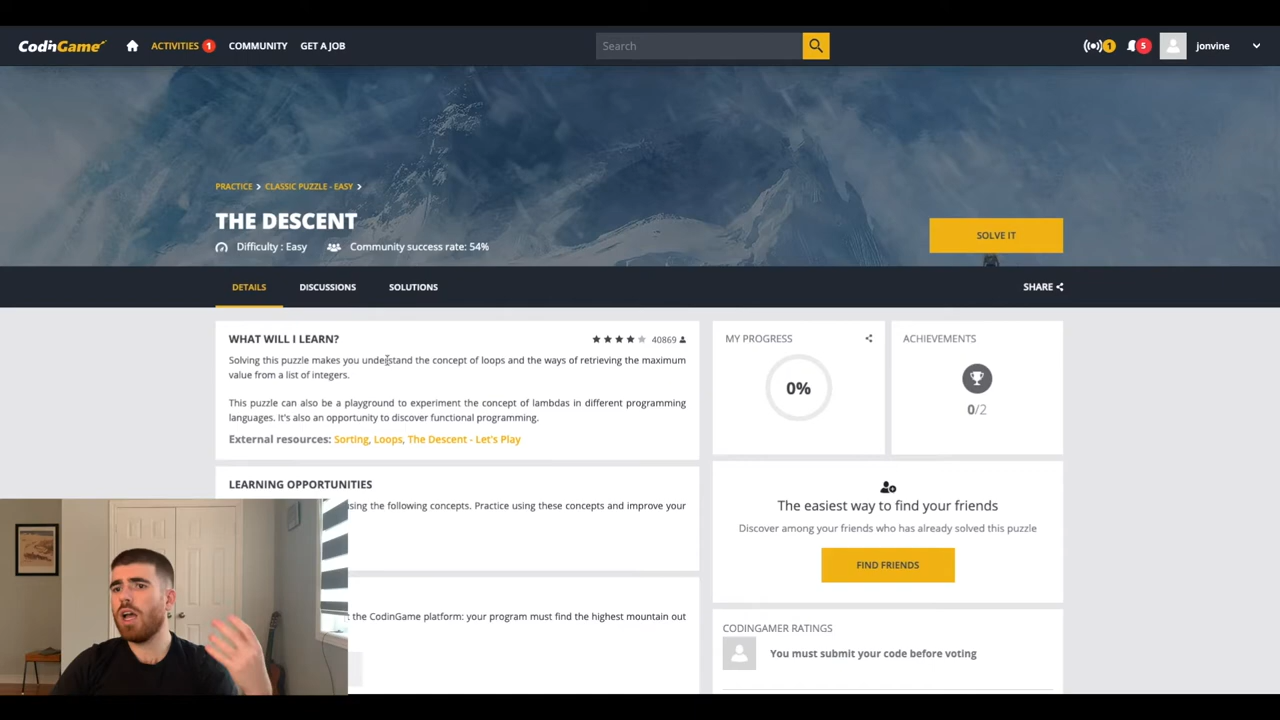 CodinGame
ACTIVITIES 1
COMMUNITY
GET A JOB
Search
1
5
jonvine
PRACTICE > CLASSIC PUZZLE - EASY >
THE DESCENT
Difficulty : Easy
Community success rate: 54%
SOLVE IT
DETAILS
DISCUSSIONS
SOLUTIONS
SHARE
WHAT WILL I LEARN?
40869
Solving this puzzle makes you understand the concept of loops and the ways of retrieving the maximum
value from a list of integers.
This puzzle can also be a playground to experiment the concept of lambdas in different programming
languages. It's also an opportunity to discover functional programming.
External resources: Sorting, Loops, The Descent - Let's Play
MY PROGRESS
0%
ACHIEVEMENTS
0/2
LEARNING OPPORTUNITIES
using the following concepts. Practice using these concepts and improve your
the CodinGame platform: your program must find the highest mountain out
The easiest way to find your friends
Discover among your friends who has already solved this puzzle
FIND FRIENDS
CODINGAMER RATINGS
You must submit your code before voting